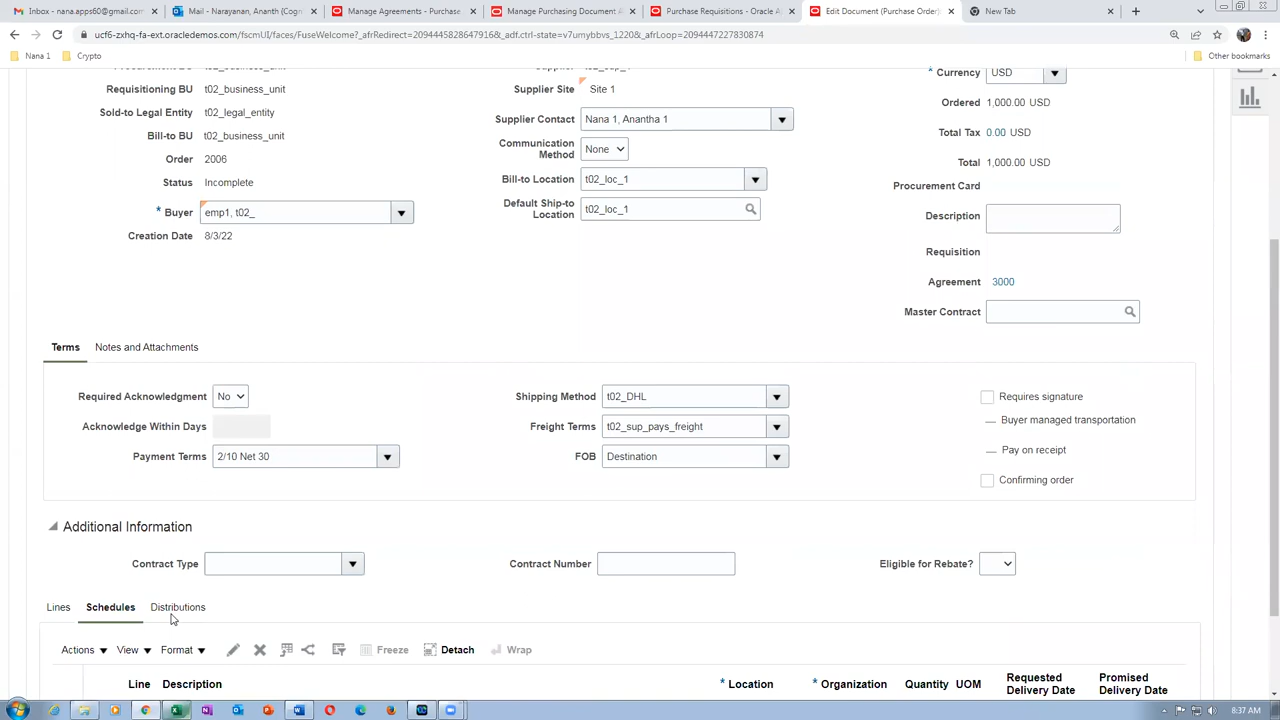 Inbox - nana.apps60@gmail.com
Mail - Narayanan, Ananth (Cogn
Manage Agreements - Purchase
Manage Purchasing Document A
Purchase Requisitions - Oracle A
Edit Document (Purchase Order)
New Tab
ucf6-zxhq-fa-ext.oracledemos.com/fscmUI/faces/FuseWelcome?_afrRedirect=2094458286479168&_adf.ctrl-state=v7umybbvs_1220&_afrLoop=2094447227830874
Nana 1 Crypto Other bookmarks
Requisitioning BU t02_business_unit
Sold-to Legal Entity t02_legal_entity
Bill-to BU t02_business_unit
Order 2006
Status Incomplete
* Buyer emp1, t02_
Creation Date 8/3/22
Supplier Site Site 1
Supplier Contact Nana 1, Anantha 1
Communication Method None
Bill-to Location t02_loc_1
Default Ship-to Location t02_loc_1
* Currency USD
Ordered 1,000.00 USD
Total Tax 0.00 USD
Total 1,000.00 USD
Procurement Card
Description
Requisition
Agreement 3000
Master Contract
Terms Notes and Attachments
Required Acknowledgment No
Acknowledge Within Days
Payment Terms 2/10 Net 30
Shipping Method t02_DHL
Freight Terms t02_sup_pays_freight
FOB Destination
Requires signature
Buyer managed transportation
Pay on receipt
Confirming order
Additional Information
Contract Type Contract Number Eligible for Rebate?
Lines Schedules Distributions
Actions View Format Freeze Detach Wrap
Line Description * Location * Organization Quantity UOM Requested Delivery Date Promised Delivery Date
8:37 AM